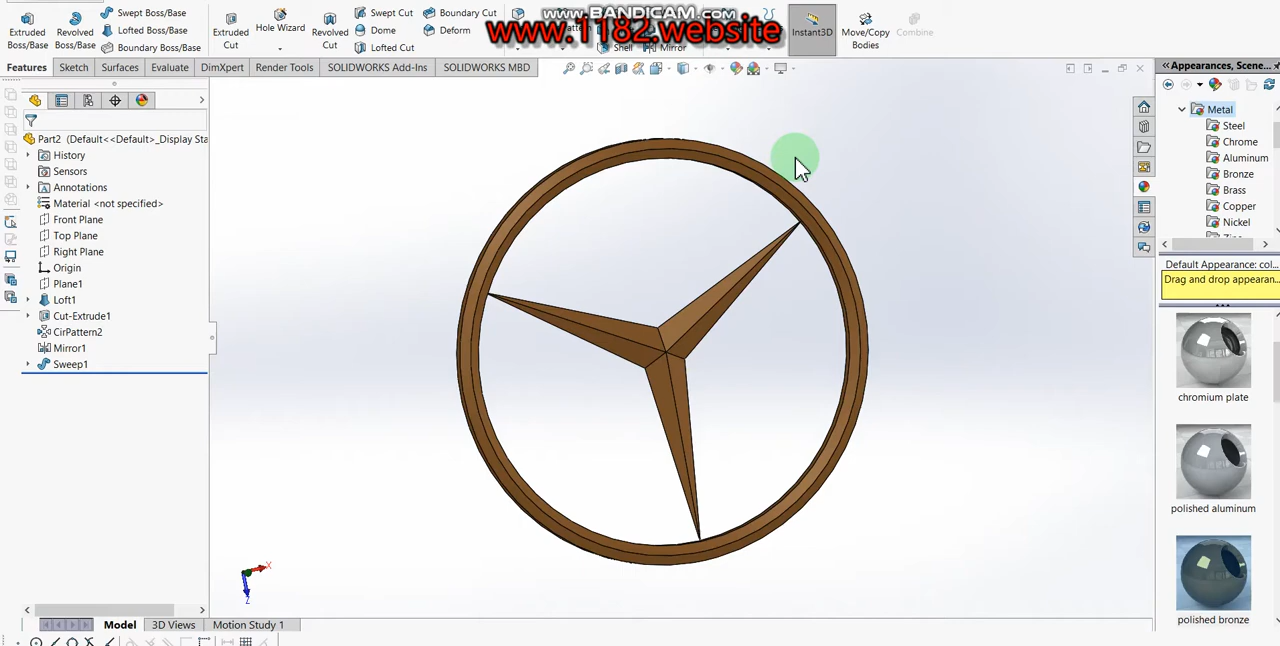 www.BANDICAM.com
www.1182.website
Extruded Boss/Base
Revolved Boss/Base
Swept Boss/Base
Lofted Boss/Base
Boundary Boss/Base
Extruded Cut
Hole Wizard
Revolved Cut
Swept Cut
Dome
Lofted Cut
Boundary Cut
Deform
Shell
Mirror
Instant3D
Move/Copy Bodies
Combine
Features
Sketch
Surfaces
Evaluate
DimXpert
Render Tools
SOLIDWORKS Add-Ins
SOLIDWORKS MBD
Part2 (Default<<Default>_Display Sta
History
Sensors
Annotations
Material <not specified>
Front Plane
Top Plane
Right Plane
Origin
Plane1
Loft1
Cut-Extrude1
CirPattern2
Mirror1
Sweep1
X
Z
Model
3D Views
Motion Study 1
Appearances, Scene...
Metal
Steel
Chrome
Aluminum
Bronze
Brass
Copper
Nickel
Default Appearance: col...
Drag and drop appearan...
chromium plate
polished aluminum
polished bronze